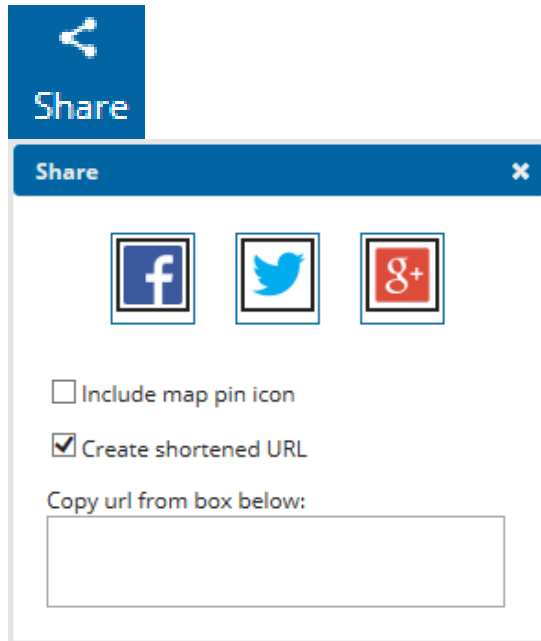 Share
Share
f
g+
Include map pin icon
Create shortened URL
Copy url from box below: